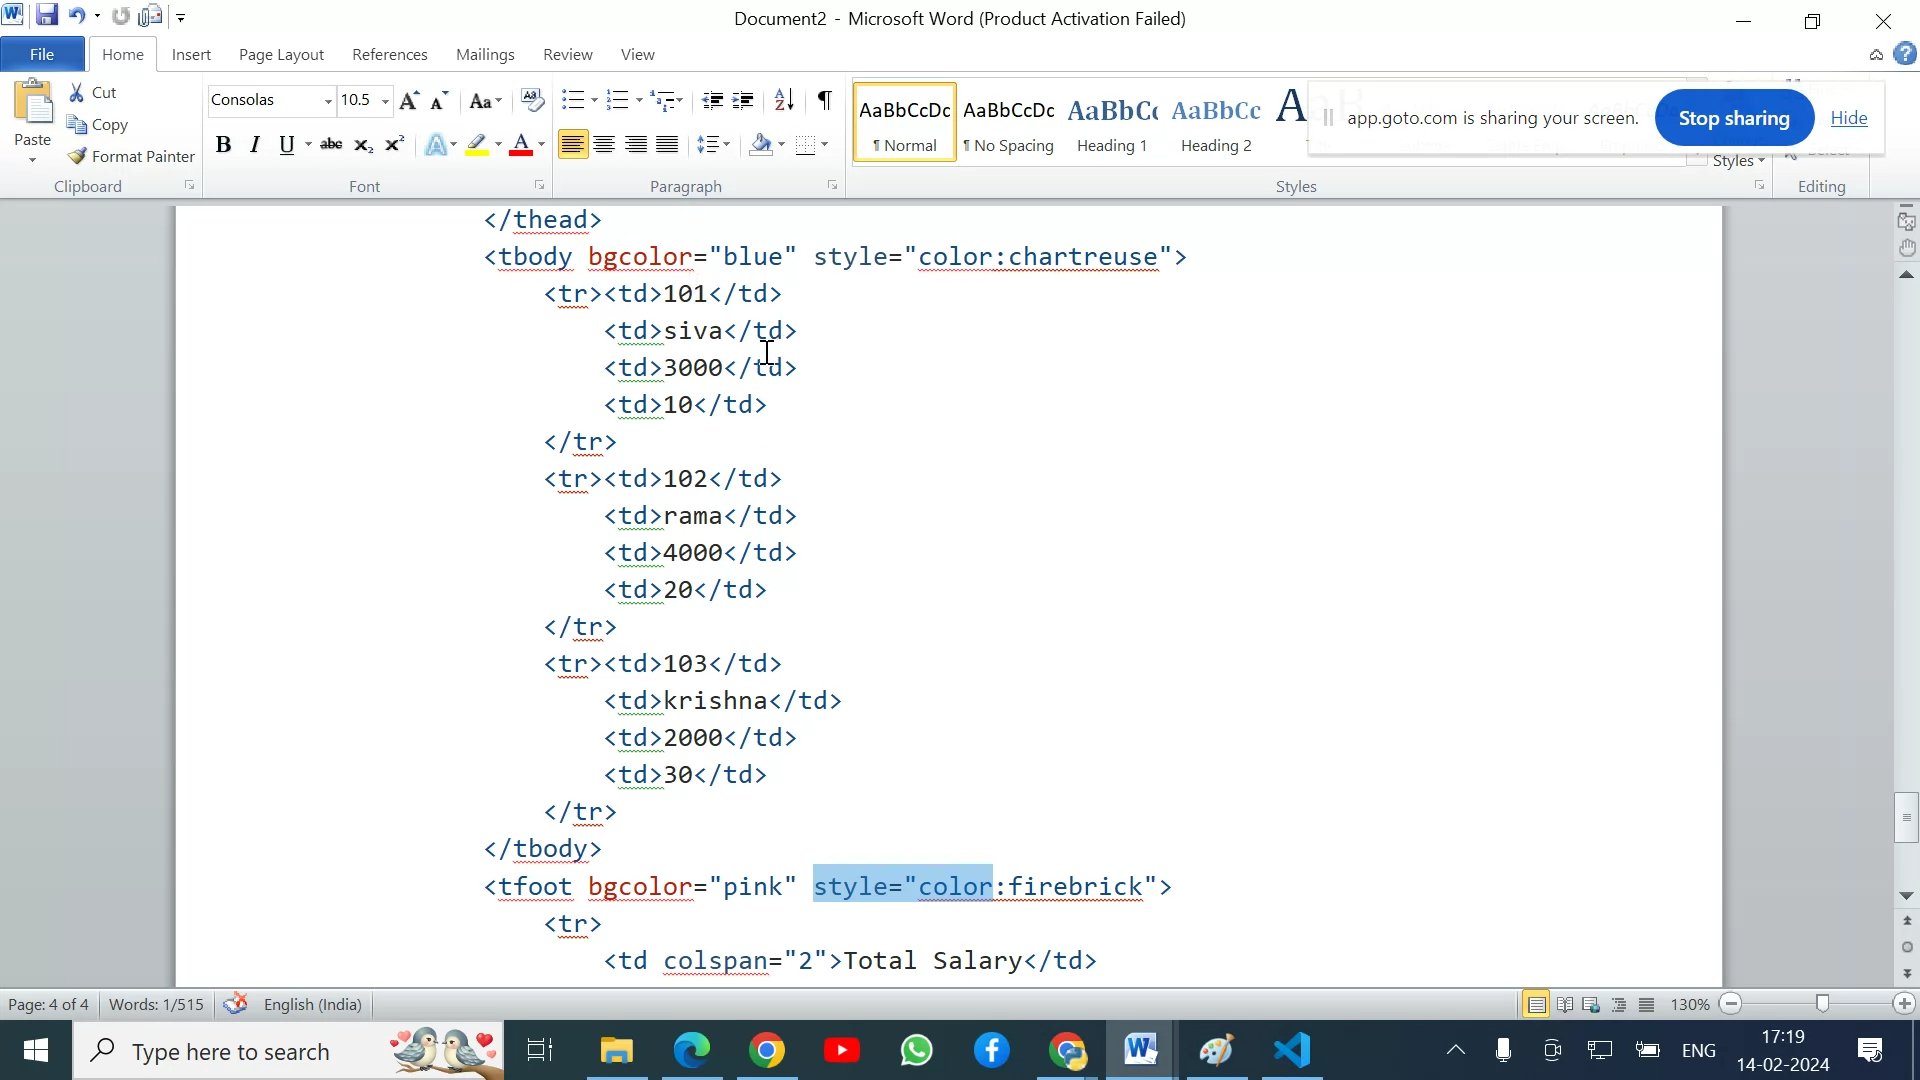 Document2 - Microsoft Word (Product Activation Failed)
File Home Insert Page Layout References Mailings Review View
Paste
Cut
Copy
Format Painter
Clipboard
Consolas 10.5
Font
Paragraph
AaBbCcDc AaBbCcDc AaBbC AaBbCc
Normal No Spacing Heading 1 Heading 2
Styles
Styles
Editing
app.goto.com is sharing your screen. Stop sharing Hide
</thead>
<tbody bgcolor="blue" style="color:chartreuse">
<tr><td>101</td>
<td>siva</td>
<td>3000</td>
<td>10</td>
</tr>
<tr><td>102</td>
<td>rama</td>
<td>4000</td>
<td>20</td>
</tr>
<tr><td>103</td>
<td>krishna</td>
<td>2000</td>
<td>30</td>
</tr>
</tbody>
<tfoot bgcolor="pink" style="color:firebrick">
<tr>
<td colspan="2">Total Salary</td>
Page: 4 of 4 Words: 1/515 English (India) 130%
Type here to search
ENG
17:19
14-02-2024